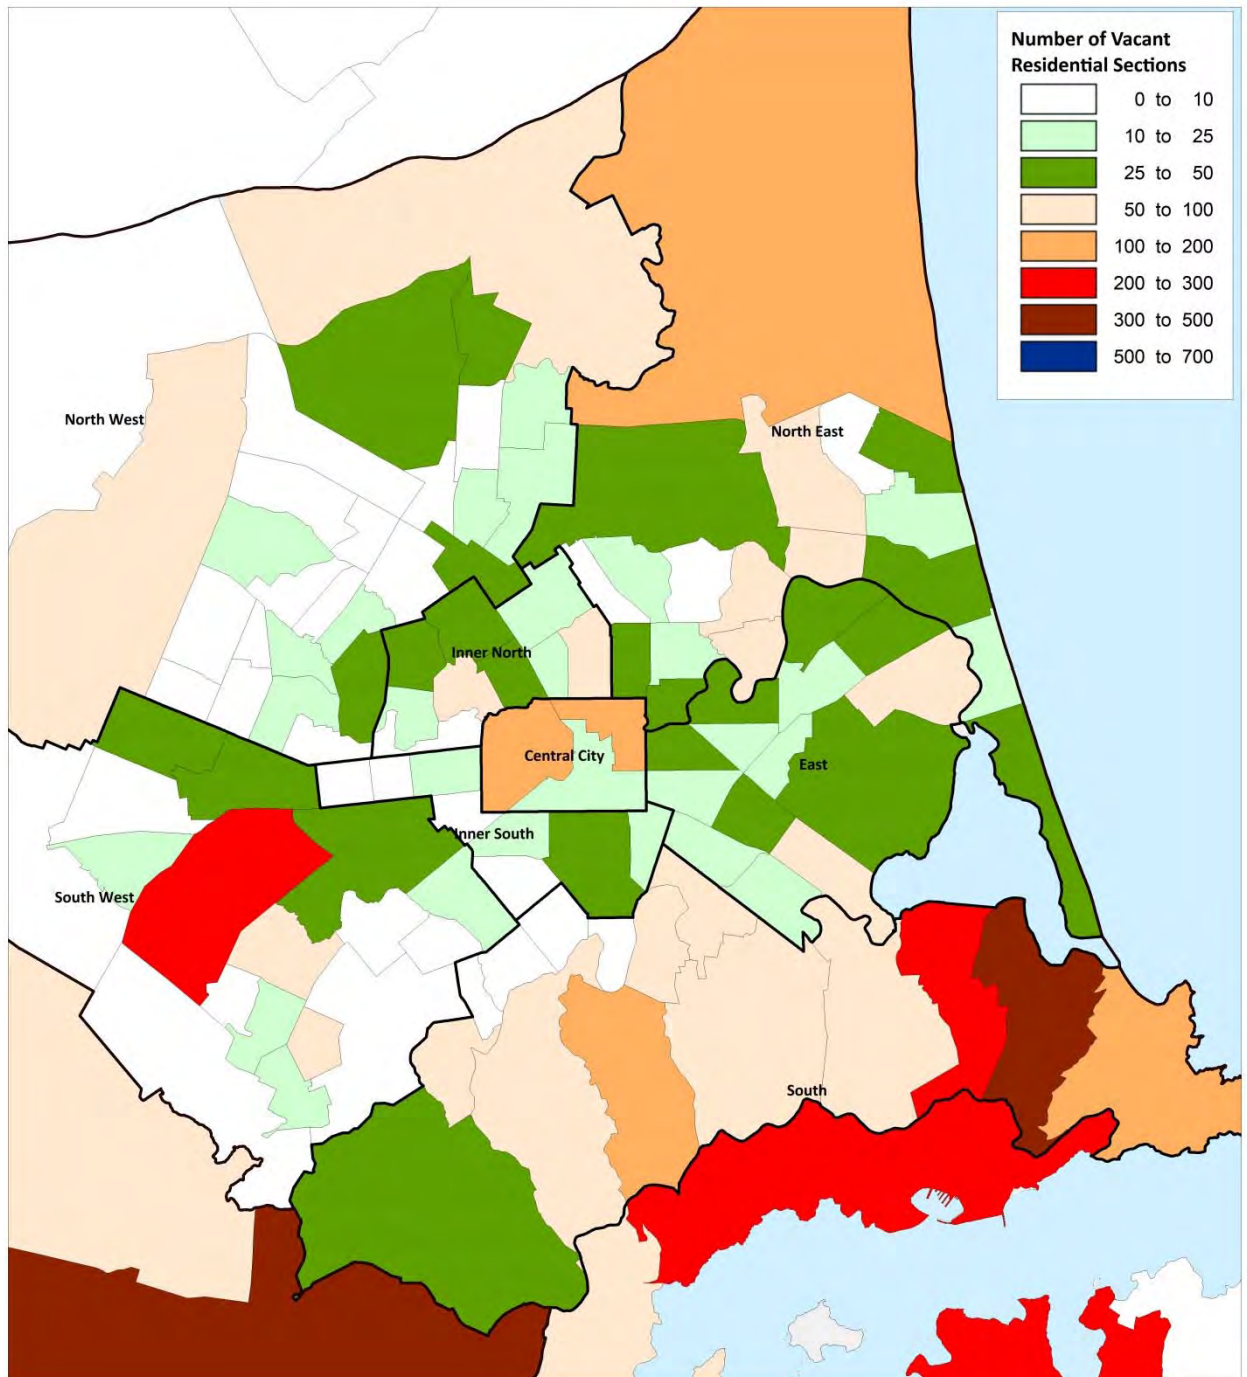 Number of Vacant
Residential Sections
0 to 10
10 to 25
25 to 50
50 to 100
100 to 200
200 to 300
300 to 500
500 to 700
North West
North East
Inner North
Central City
East
Inner South
South West
South